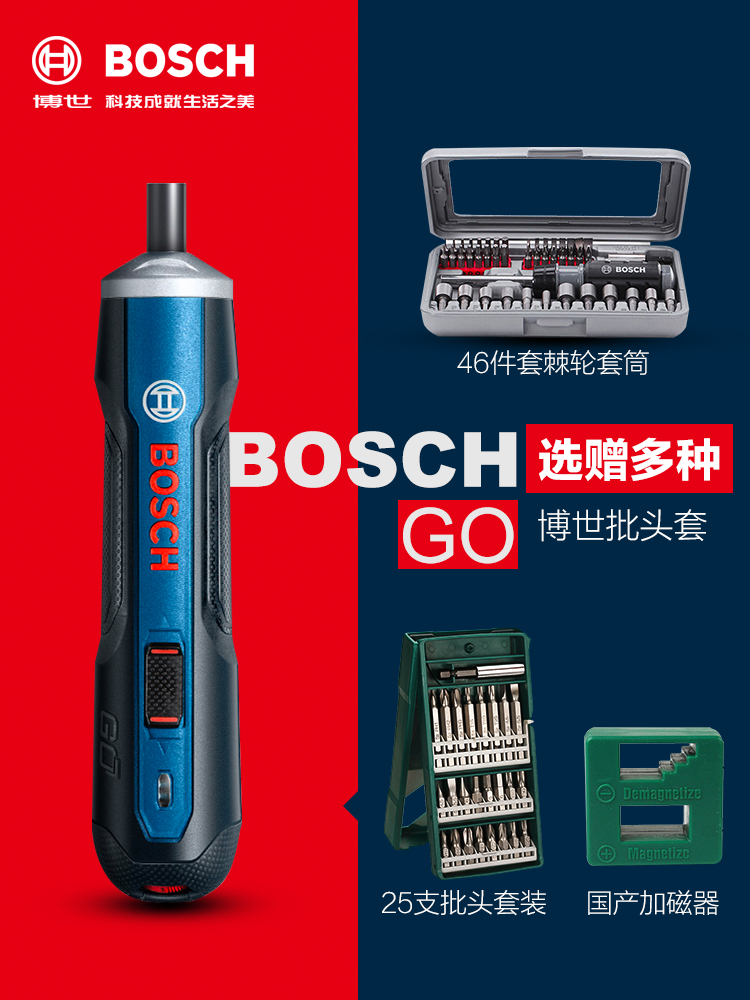 BOSCH
博世 科技成就生活之美
BOSCH
46件套棘轮套筒
BOSCH 选赠多种
GO 博世批头套
BOSCH
GO
Demagnetize
Magnetize
25支批头套装
国产加磁器